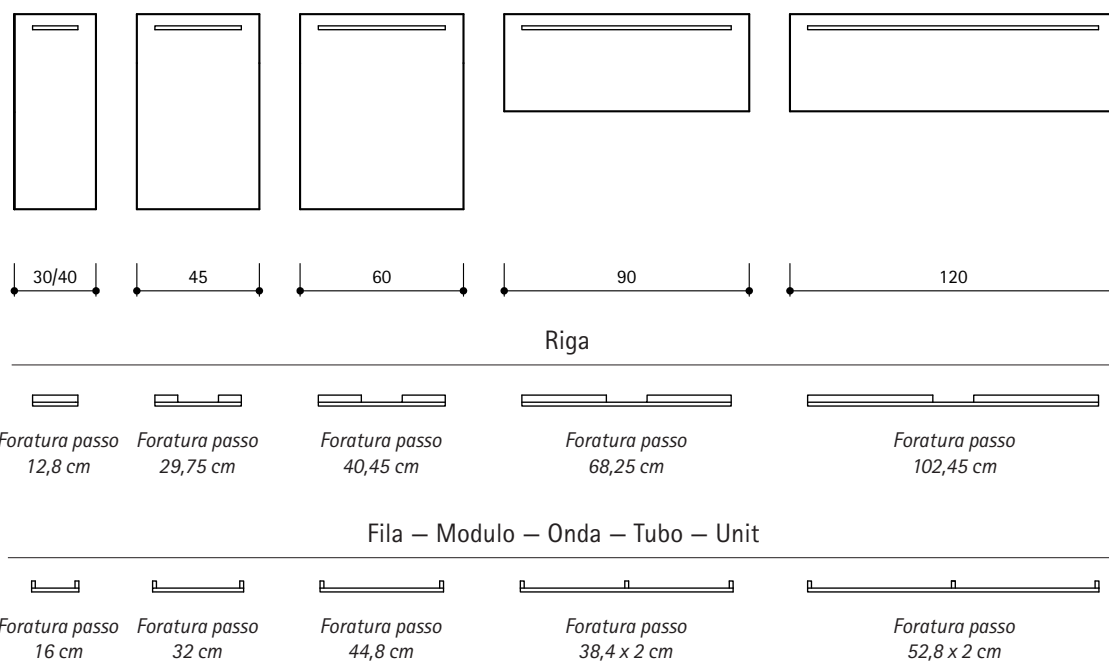 30/40 45 60 90 120
Riga
Foratura passo Foratura passo Foratura passo Foratura passo Foratura passo
12,8 cm 29,75 cm 40,45 cm 68,25 cm 102,45 cm
Fila — Modulo — Onda — Tubo — Unit
Foratura passo Foratura passo Foratura passo Foratura passo Foratura passo
16 cm 32 cm 44,8 cm 38,4 x 2 cm 52,8 x 2 cm